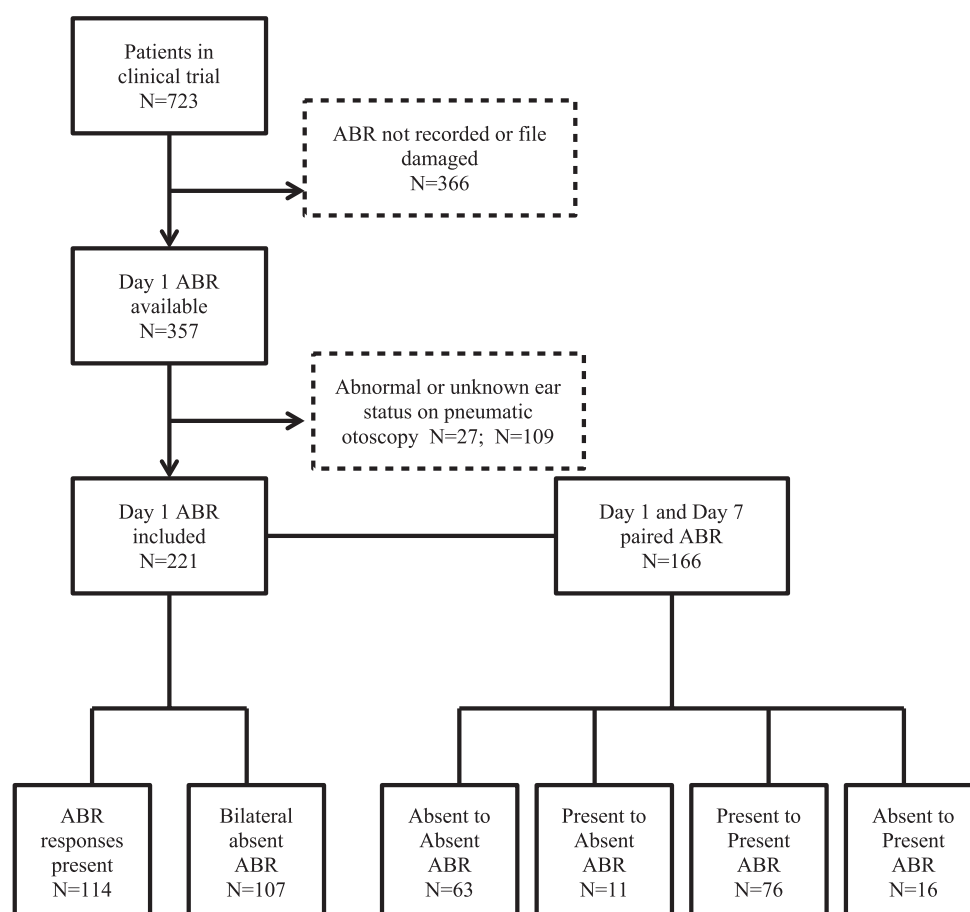 Patients in
clinical trial
N=723
ABR not recorded or file
damaged
N=366
Day 1 ABR
available
N=357
Abnormal or unknown ear
status on pneumatic
otoscopy N=27; N=109
Day 1 ABR
included
N=221
Day 1 and Day 7
paired ABR
N=166
ABR
responses
present
N=114
Bilateral
absent
ABR
N=107
Absent to
Absent
ABR
N=63
Present to
Absent
ABR
N=11
Present to
Present
ABR
N=76
Absent to
Present
ABR
N=16